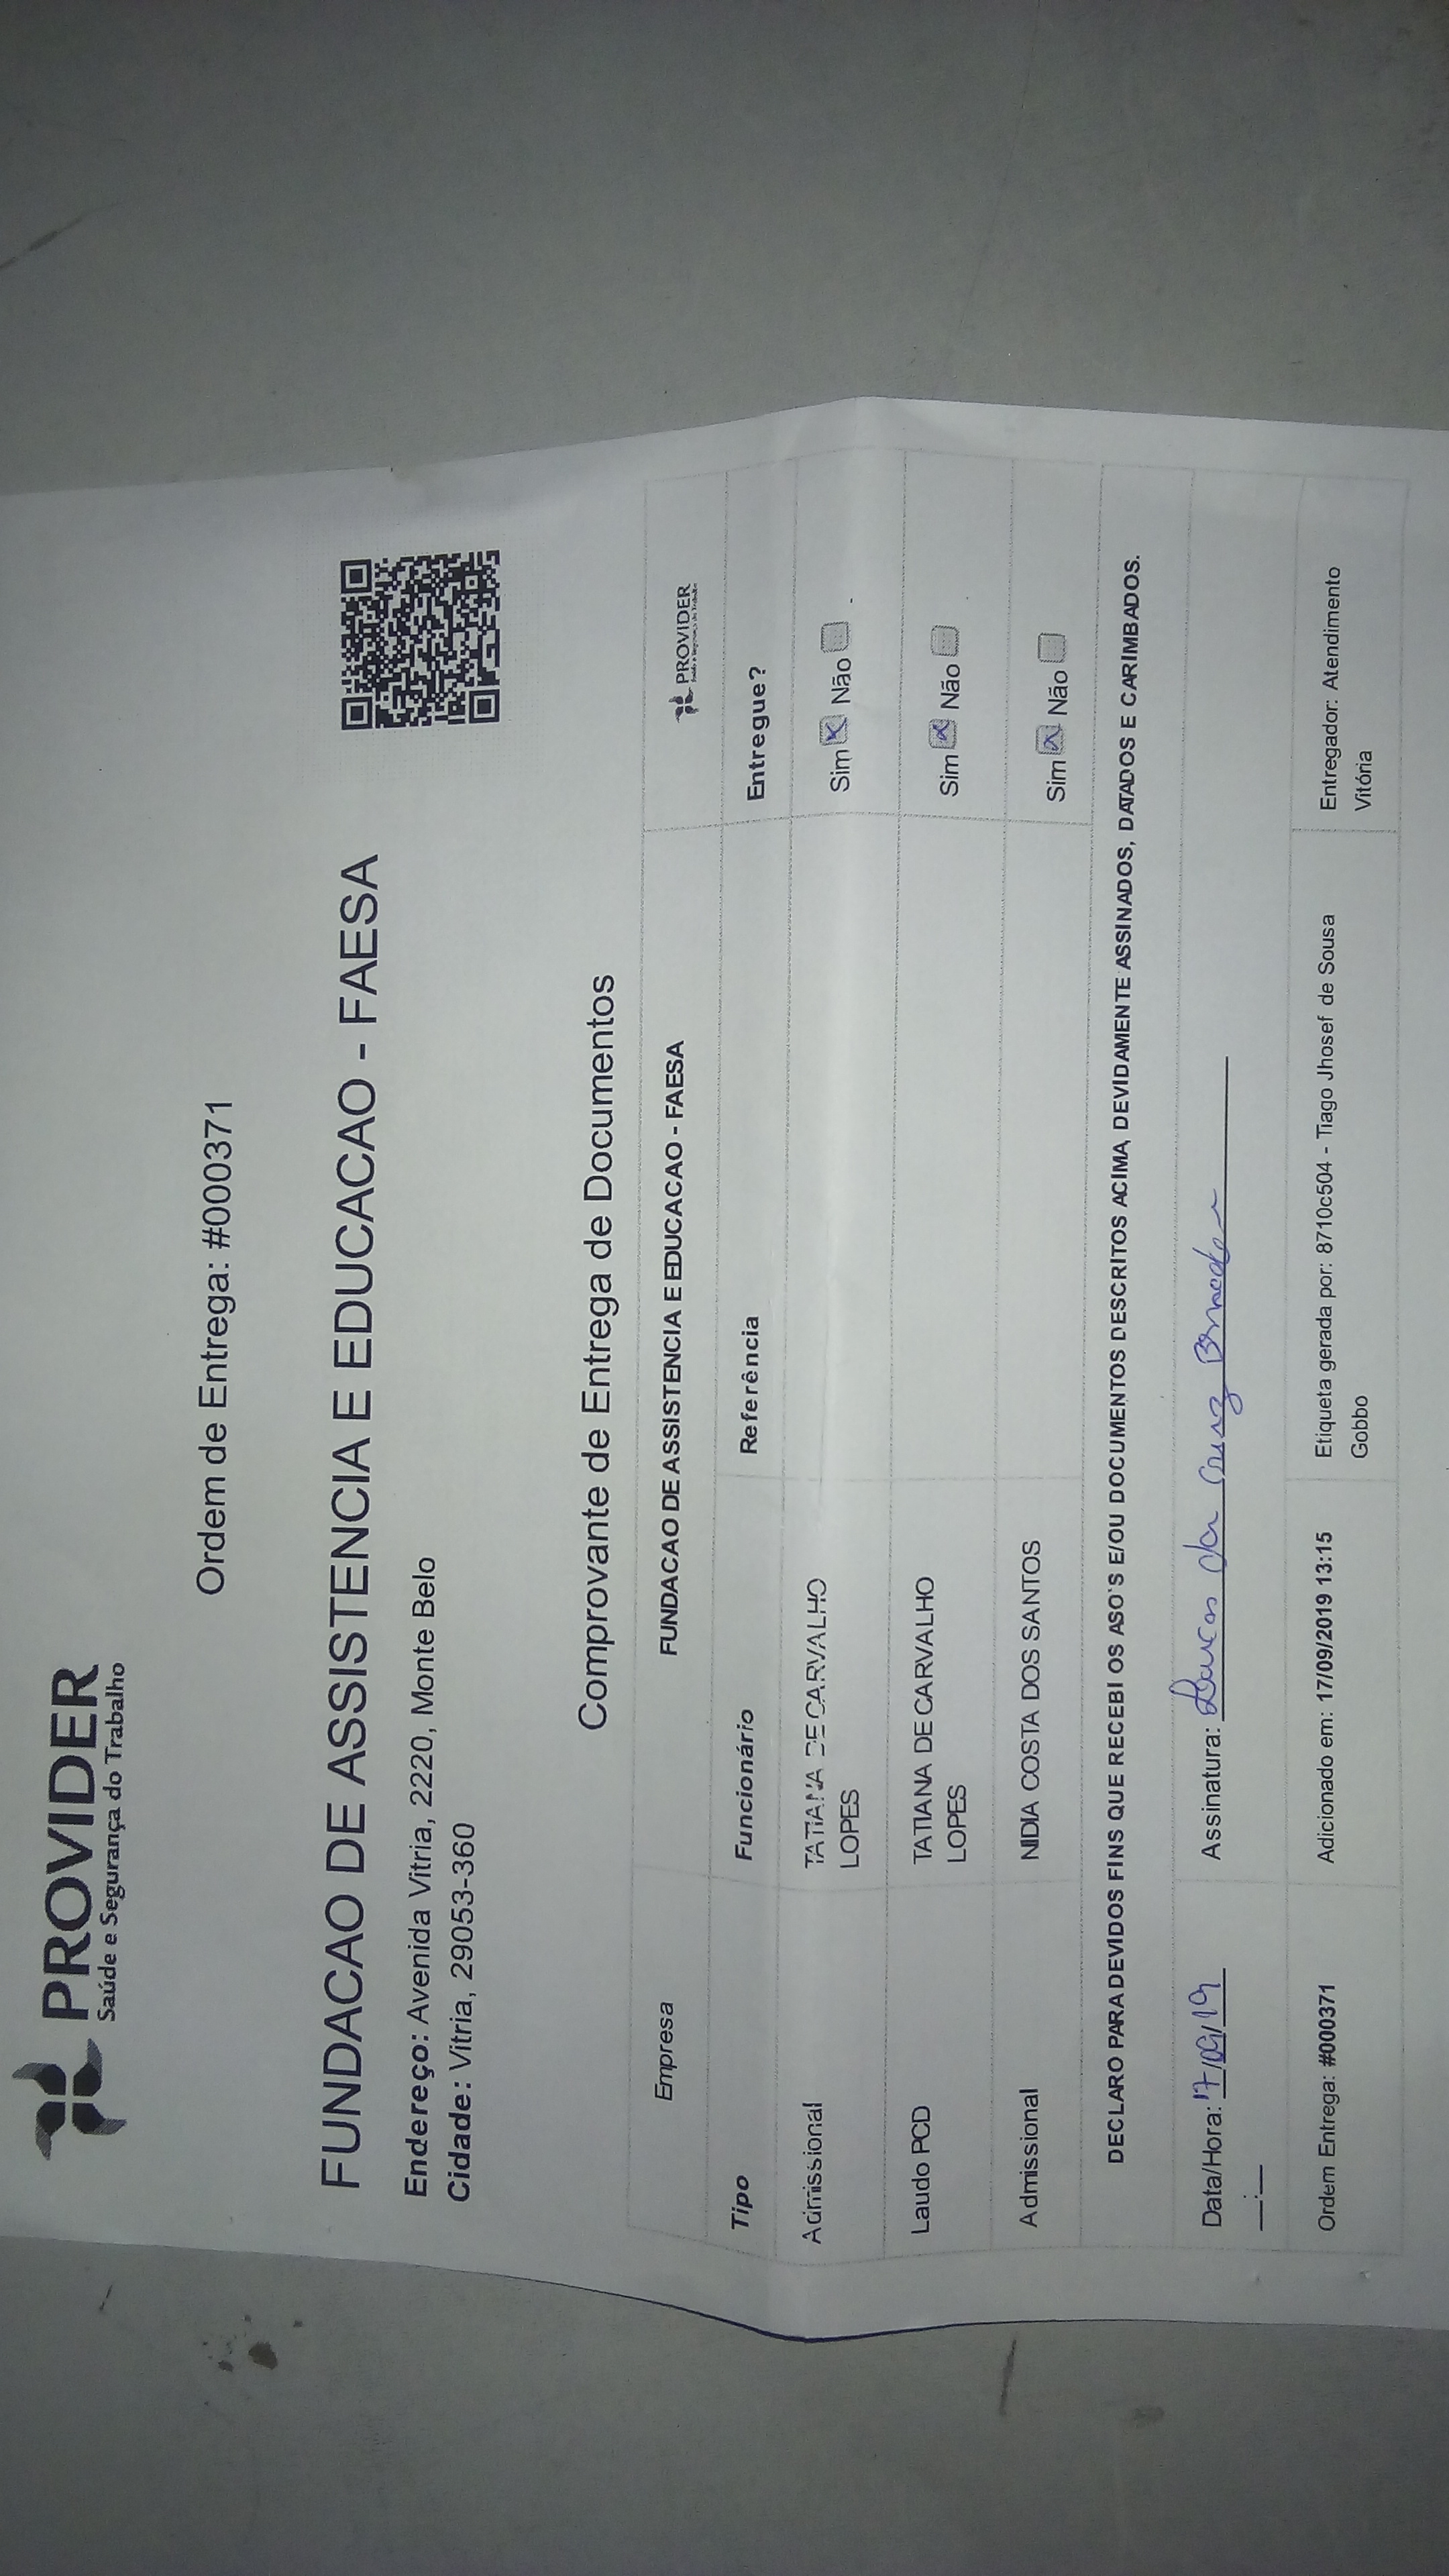 PROVIDER
Saúde e Segurança do Trabalho
Ordem de Entrega: #000371
FUNDACAO DE ASSISTENCIA E EDUCACAO - FAESA
Endereço: Avenida Vitria, 2220, Monte Belo
Cidade: Vitria, 29053-360
Comprovante de Entrega de Documentos
Empresa FUNDACAO DE ASSISTENCIA E EDUCACAO - FAESA PROVIDER
Tipo Funcionário Referência Entregue?
Admissional TATIANA DE CARVALHO Sim x Não
LOPES
Laudo PCD TATIANA DE CARVALHO Sim x Não
LOPES
Admissional NIDIA COSTA DOS SANTOS Sim x Não
DECLARO PARA DEVIDOS FINS QUE RECEBI OS ASO'S E/OU DOCUMENTOS DESCRITOS ACIMA, DEVIDAMENTE ASSINADOS, DATADOS E CARIMBADOS.
Data/Hora: 17/09/19 Assinatura: da Cruz
__:__
Ordem Entrega: #000371 Adicionado em: 17/09/2019 13:15 Etiqueta gerada por: 8710c504 - Tiago Jhosef de Sousa Entregador: Atendimento
Gobbo Vitória